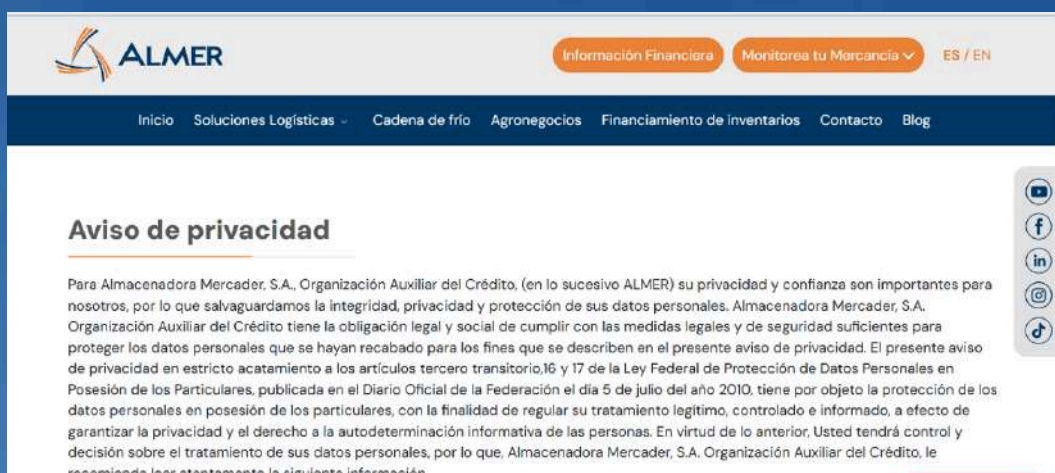 ALMER
Información Financiera
Monitorea tu Mercancía
ES / EN
Inicio Soluciones Logísticas Cadena de frío Agronegocios Financiamiento de inventarios Contacto Blog
Aviso de privacidad
Para Almacenadora Mercader, S.A., Organización Auxiliar del Crédito, (en lo sucesivo ALMER) su privacidad y confianza son importantes para
nosotros, por lo que salvaguardamos la integridad, privacidad y protección de sus datos personales. Almacenadora Mercader, S.A.
Organización Auxiliar del Crédito tiene la obligación legal y social de cumplir con las medidas legales y de seguridad suficientes para
proteger los datos personales que se hayan recabado para los fines que se describen en el presente aviso de privacidad. El presente aviso
de privacidad en estricto acatamiento a los artículos tercero transitorio,16 y 17 de la Ley Federal de Protección de Datos Personales en
Posesión de los Particulares, publicada en el Diario Oficial de la Federación el día 5 de julio del año 2010, tiene por objeto la protección de los
datos personales en posesión de los particulares, con la finalidad de regular su tratamiento legítimo, controlado e informado, a efecto de
garantizar la privacidad y el derecho a la autodeterminación informativa de las personas. En virtud de lo anterior, Usted tendrá control y
decisión sobre el tratamiento de sus datos personales, por lo que, Almacenadora Mercader, S.A. Organización Auxiliar del Crédito, le
recomienda leer atentamente la siguiente información